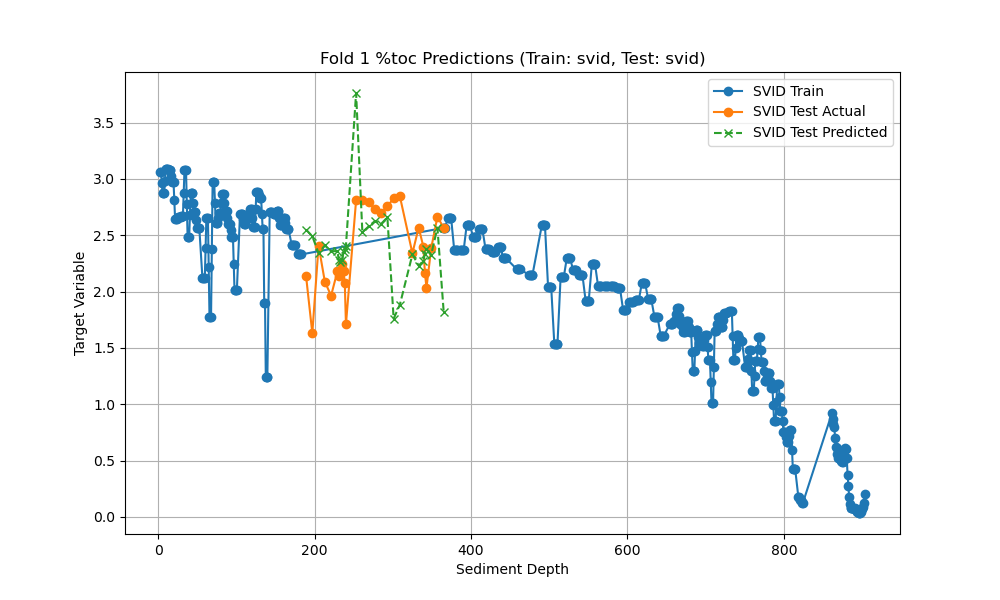 Fold 1 %toc Predictions (Train: svid, Test: svid)
SVID Train
SVID Test Actual
SVID Test Predicted
Target Variable
3.5
3.0
2.5
2.0
1.5
1.0
0.5
0.0
0 200 400 600 800
Sediment Depth